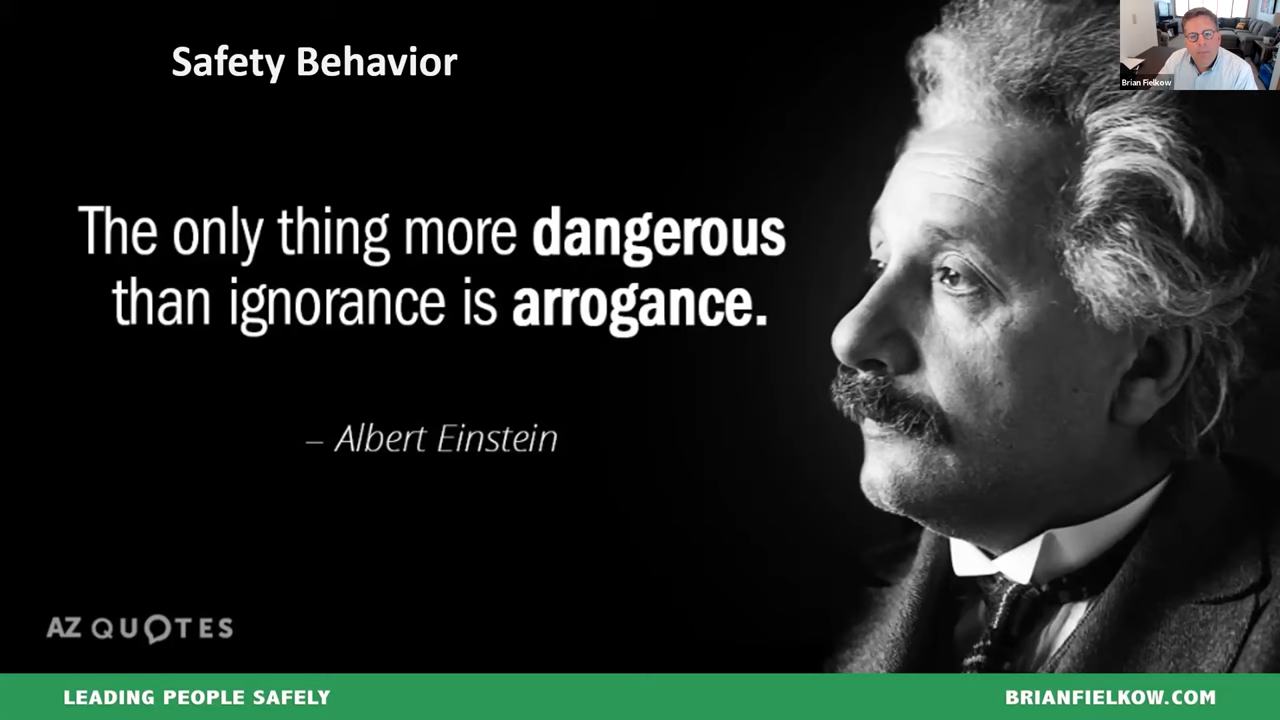 Safety Behavior
Brian Fielkow
The only thing more dangerous
than ignorance is arrogance.
– Albert Einstein
AZ QUOTES
LEADING PEOPLE SAFELY
BRIANFIELKOW.COM